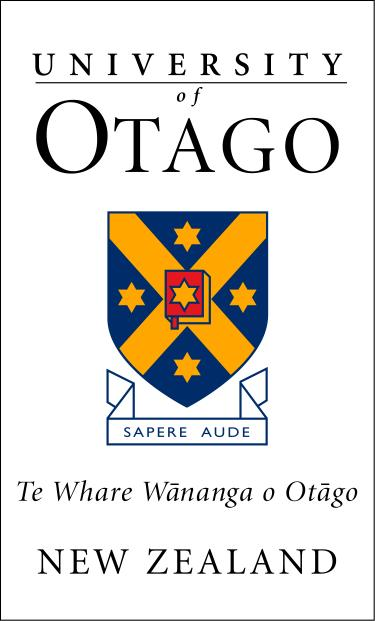 UNIVERSITY
of
OTAGO
SAPERE AUDE
Te Whare Wānanga o Otāgo
NEW ZEALAND